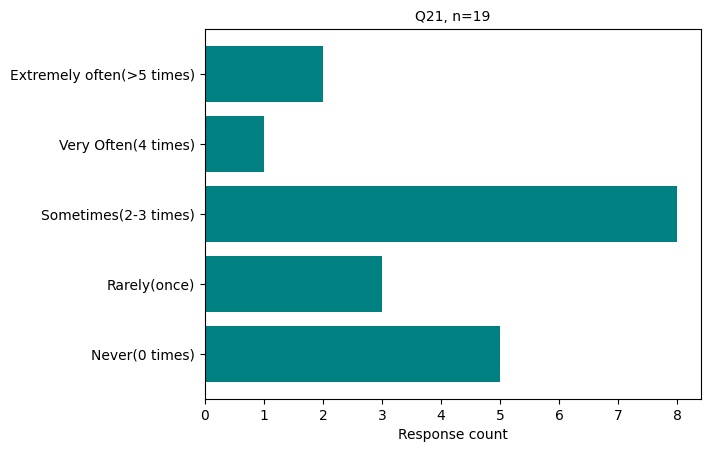 Q21, n=19
Extremely often(>5 times)
Very Often(4 times)
Sometimes(2-3 times)
Rarely(once)
Never(0 times)
0 1 2 3 4 5 6 7 8
Response count